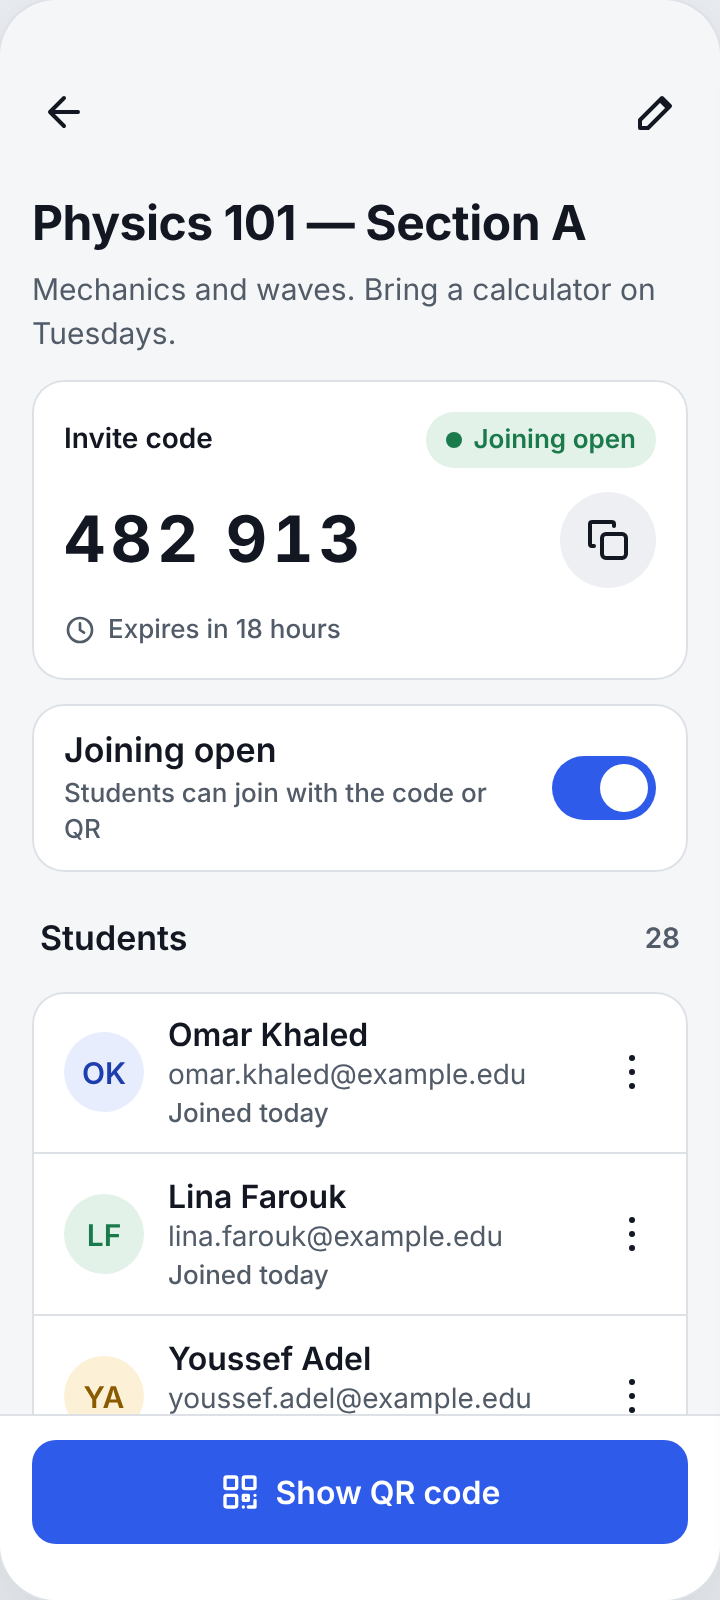 Physics 101 — Section A
Mechanics and waves. Bring a calculator on
Tuesdays.
Invite code
Joining open
482 913
Expires in 18 hours
Joining open
Students can join with the code or
QR
Students
28
OK
Omar Khaled
omar.khaled@example.edu
Joined today
LF
Lina Farouk
lina.farouk@example.edu
Joined today
YA
Youssef Adel
youssef.adel@example.edu
Show QR code